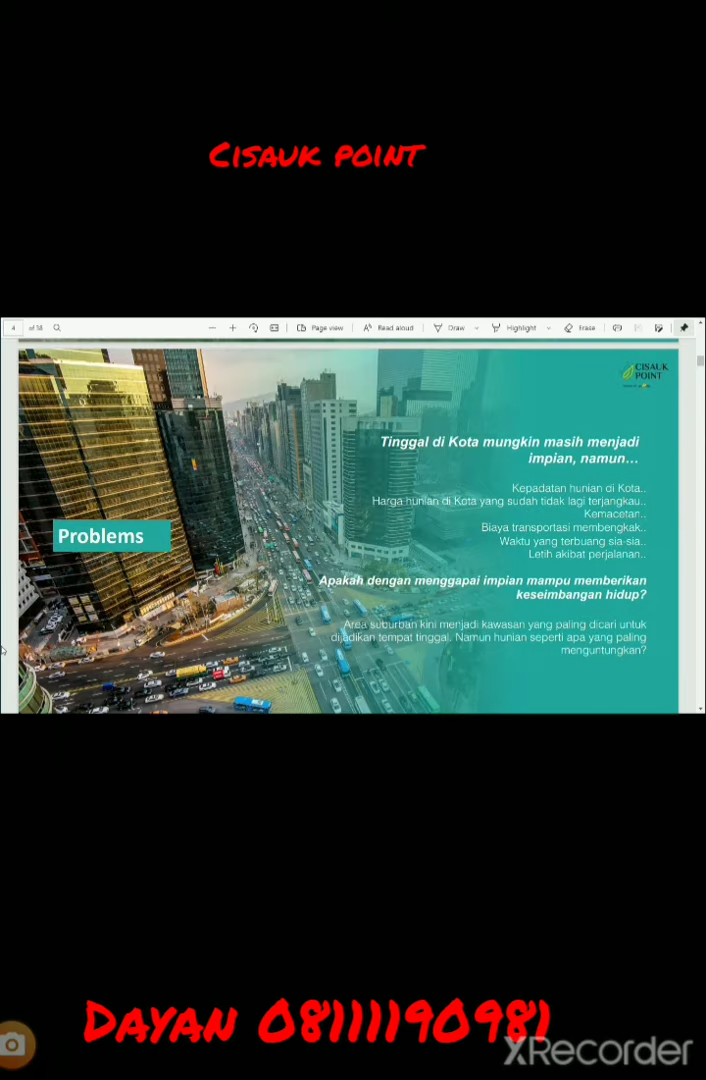 CISAUK POINT
4 of 18 Page view Read aloud Draw Highlight Erase
CISAUK
POINT
Tinggal di Kota mungkin masih menjadi
impian, namun...
Kepadatan hunian di Kota..
Harga hunian di Kota yang sudah tidak lagi terjangkau..
Kemacetan..
Biaya transportasi membengkak..
Waktu yang terbuang sia-sia..
Letih akibat perjalanan..
Problems
Apakah dengan menggapai impian mampu memberikan
keseimbangan hidup?
Area suburban kini menjadi kawasan yang paling dicari untuk
dijadikan tempat tinggal. Namun hunian seperti apa yang paling
menguntungkan?
DAYAN 08111190981
XRecorder